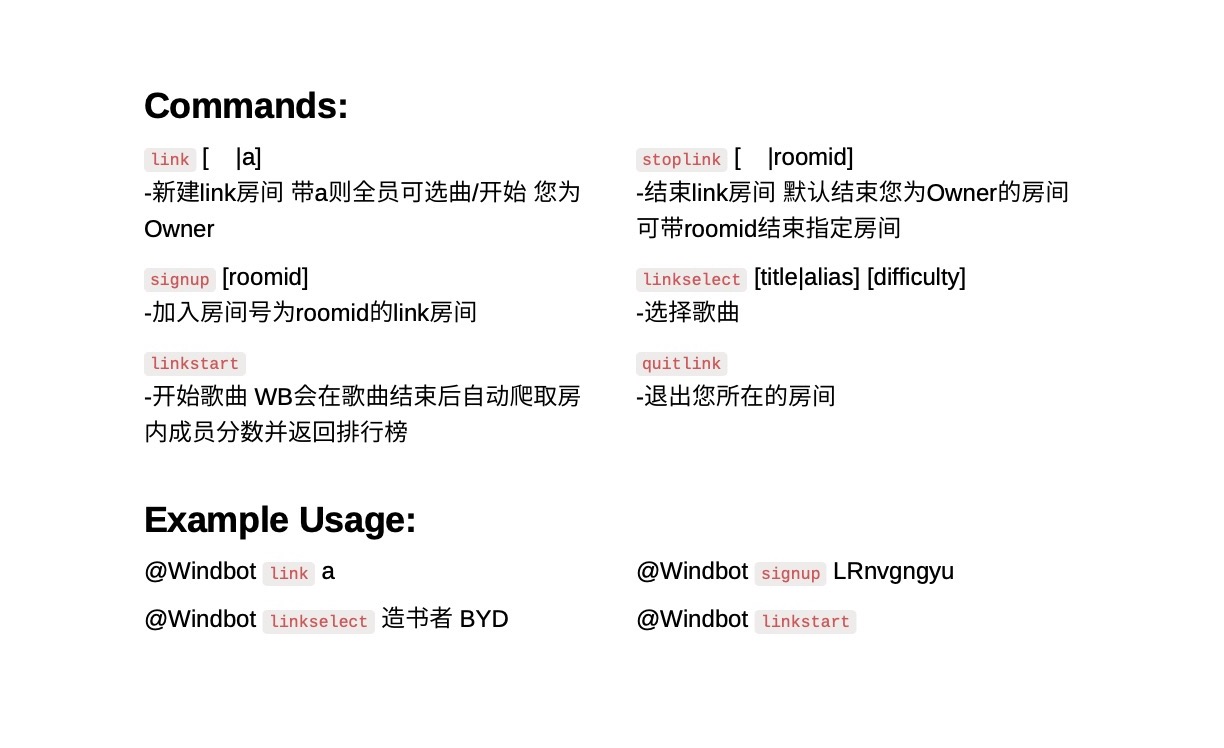 Commands:
link [    |a]
-新建link房间 带a则全员可选曲/开始 您为
Owner
stoplink [    |roomid]
-结束link房间 默认结束您为Owner的房间
可带roomid结束指定房间
signup [roomid]
-加入房间号为roomid的link房间
linkselect [title|alias] [difficulty]
-选择歌曲
linkstart
-开始歌曲 WB会在歌曲结束后自动爬取房
内成员分数并返回排行榜
quitlink
-退出您所在的房间
Example Usage:
@Windbot link a
@Windbot signup LRnvgngyu
@Windbot linkselect 造书者 BYD
@Windbot linkstart